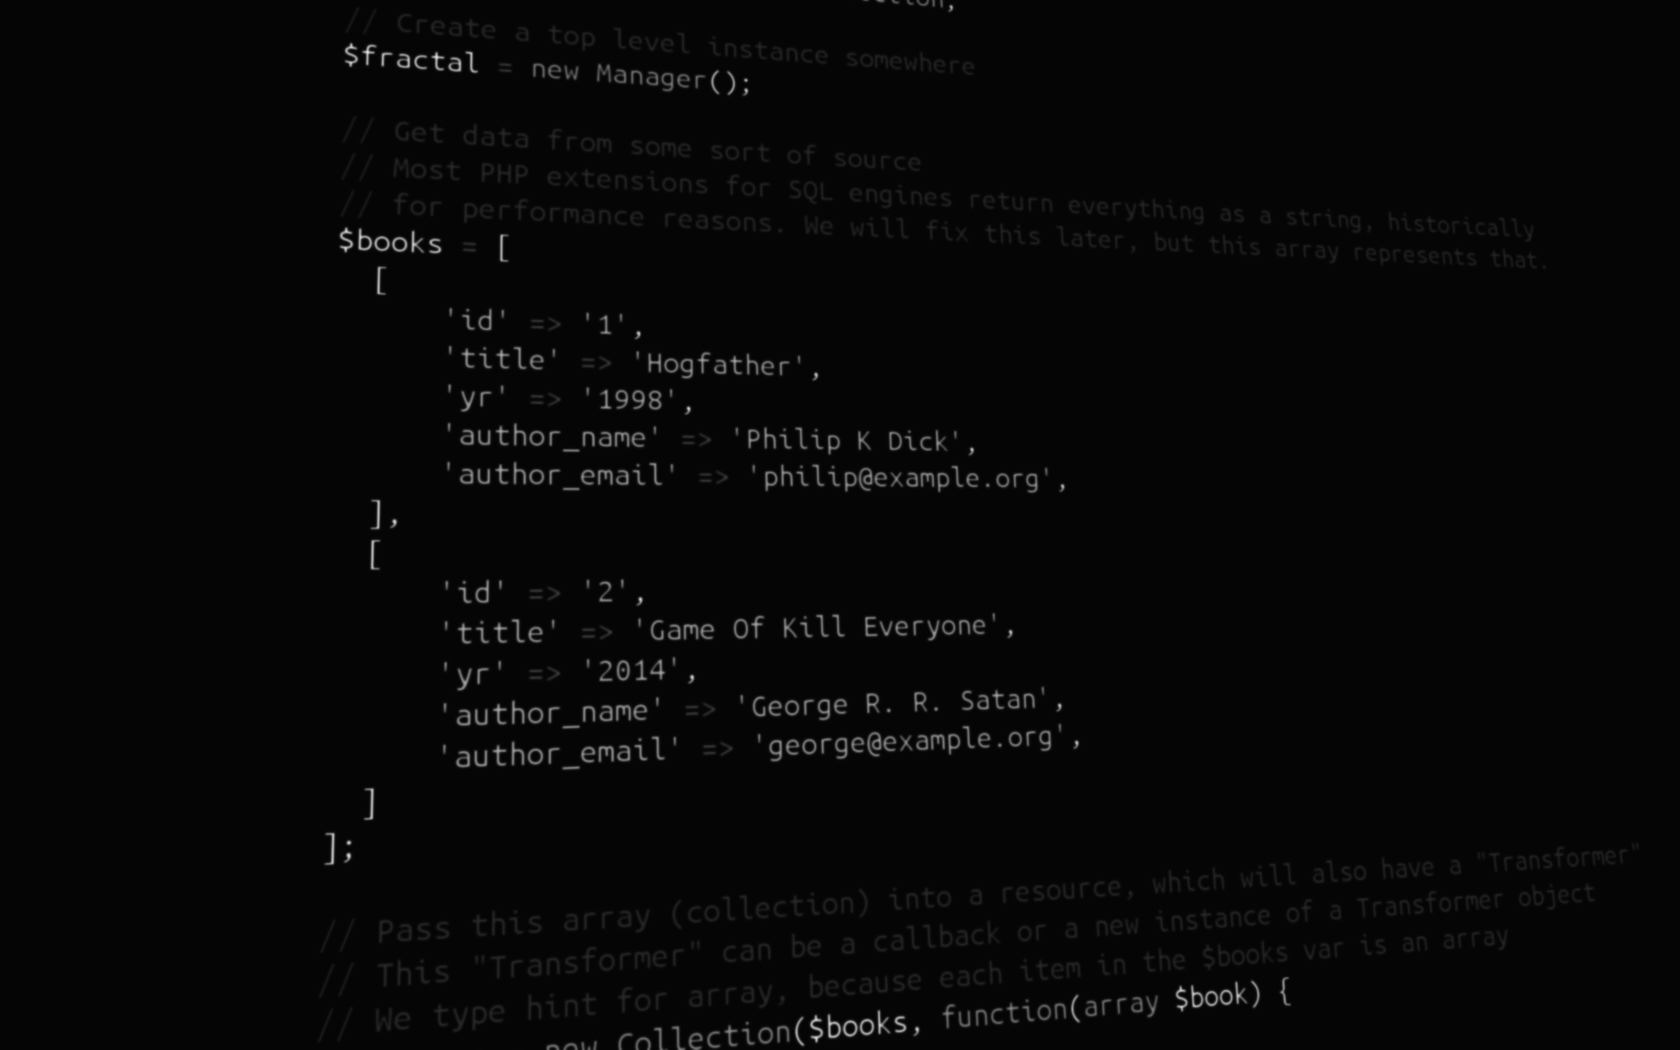 // Create a top level instance somewhere
$fractal = new Manager();
// Get data from some sort of source
// Most PHP extensions for SQL engines return everything as a string, historically
// for performance reasons. We will fix this later, but this array represents that.
$books = [
[
'id' => '1',
'title' => 'Hogfather',
'yr' => '1998',
'author_name' => 'Philip K Dick',
'author_email' => 'philip@example.org',
],
[
'id' => '2',
'title' => 'Game Of Kill Everyone',
'yr' => '2014',
'author_name' => 'George R. R. Satan',
'author_email' => 'george@example.org',
]
];
// Pass this array (collection) into a resource, which will also have a "Transformer"
// This "Transformer" can be a callback or a new instance of a Transformer object
// We type hint for array, because each item in the $books var is an array
new Collection($books, function(array $book) {